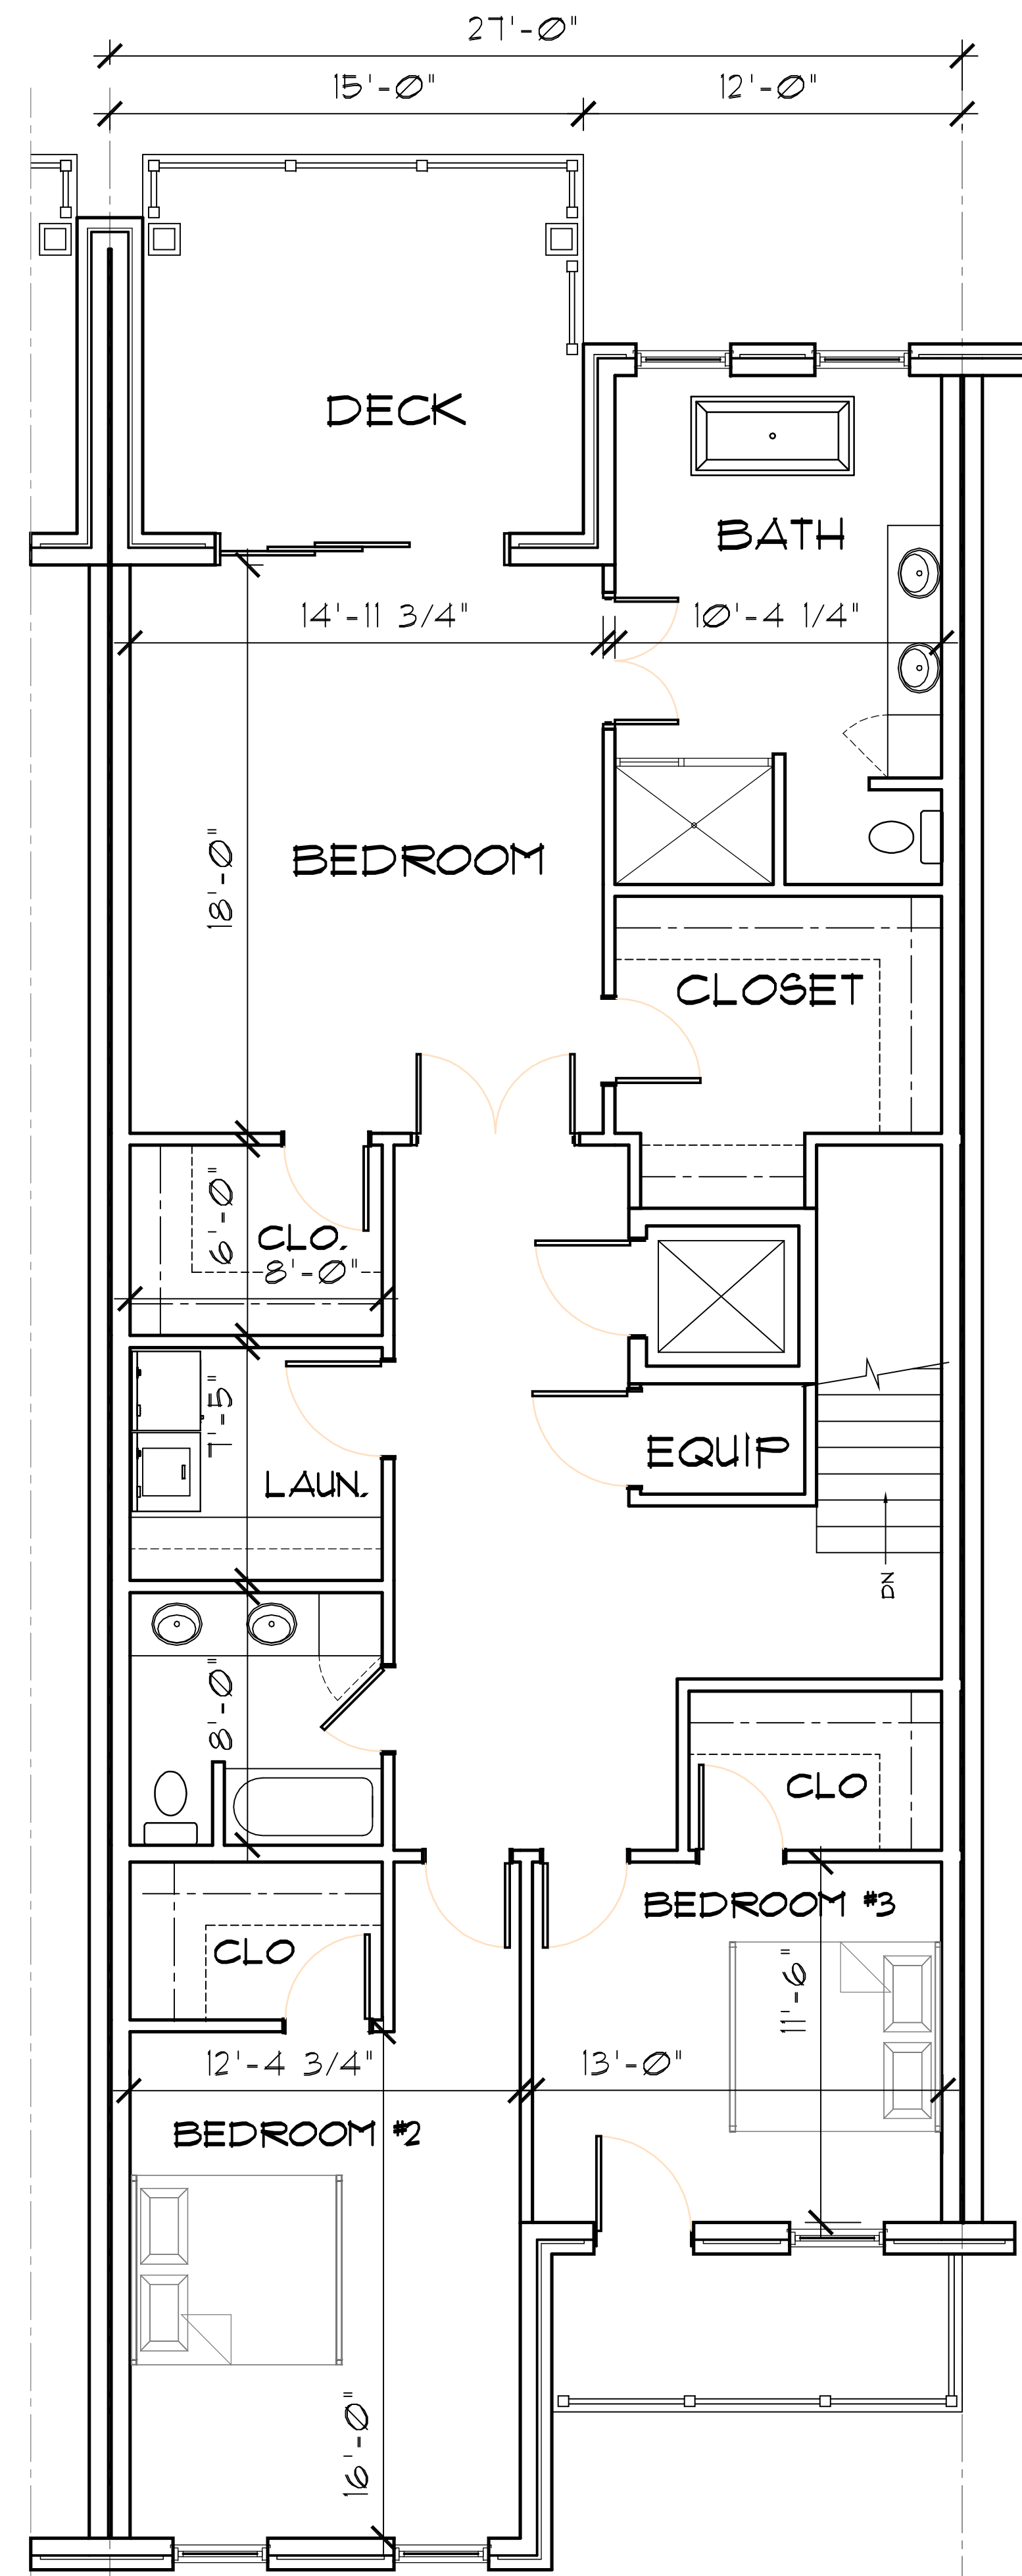 27'-0"
15'-0"
12'-0"
DECK
BATH
14'-11 3/4"
10'-4 1/4"
18'-0"
BEDROOM
CLOSET
6'-0"
CLO.
8'-0"
7'-5"
LAUN.
EQUIP
DN
8'-0"
CLO
BEDROOM #3
CLO
11'-6"
12'-4 3/4"
13'-0"
BEDROOM #2
16'-0"